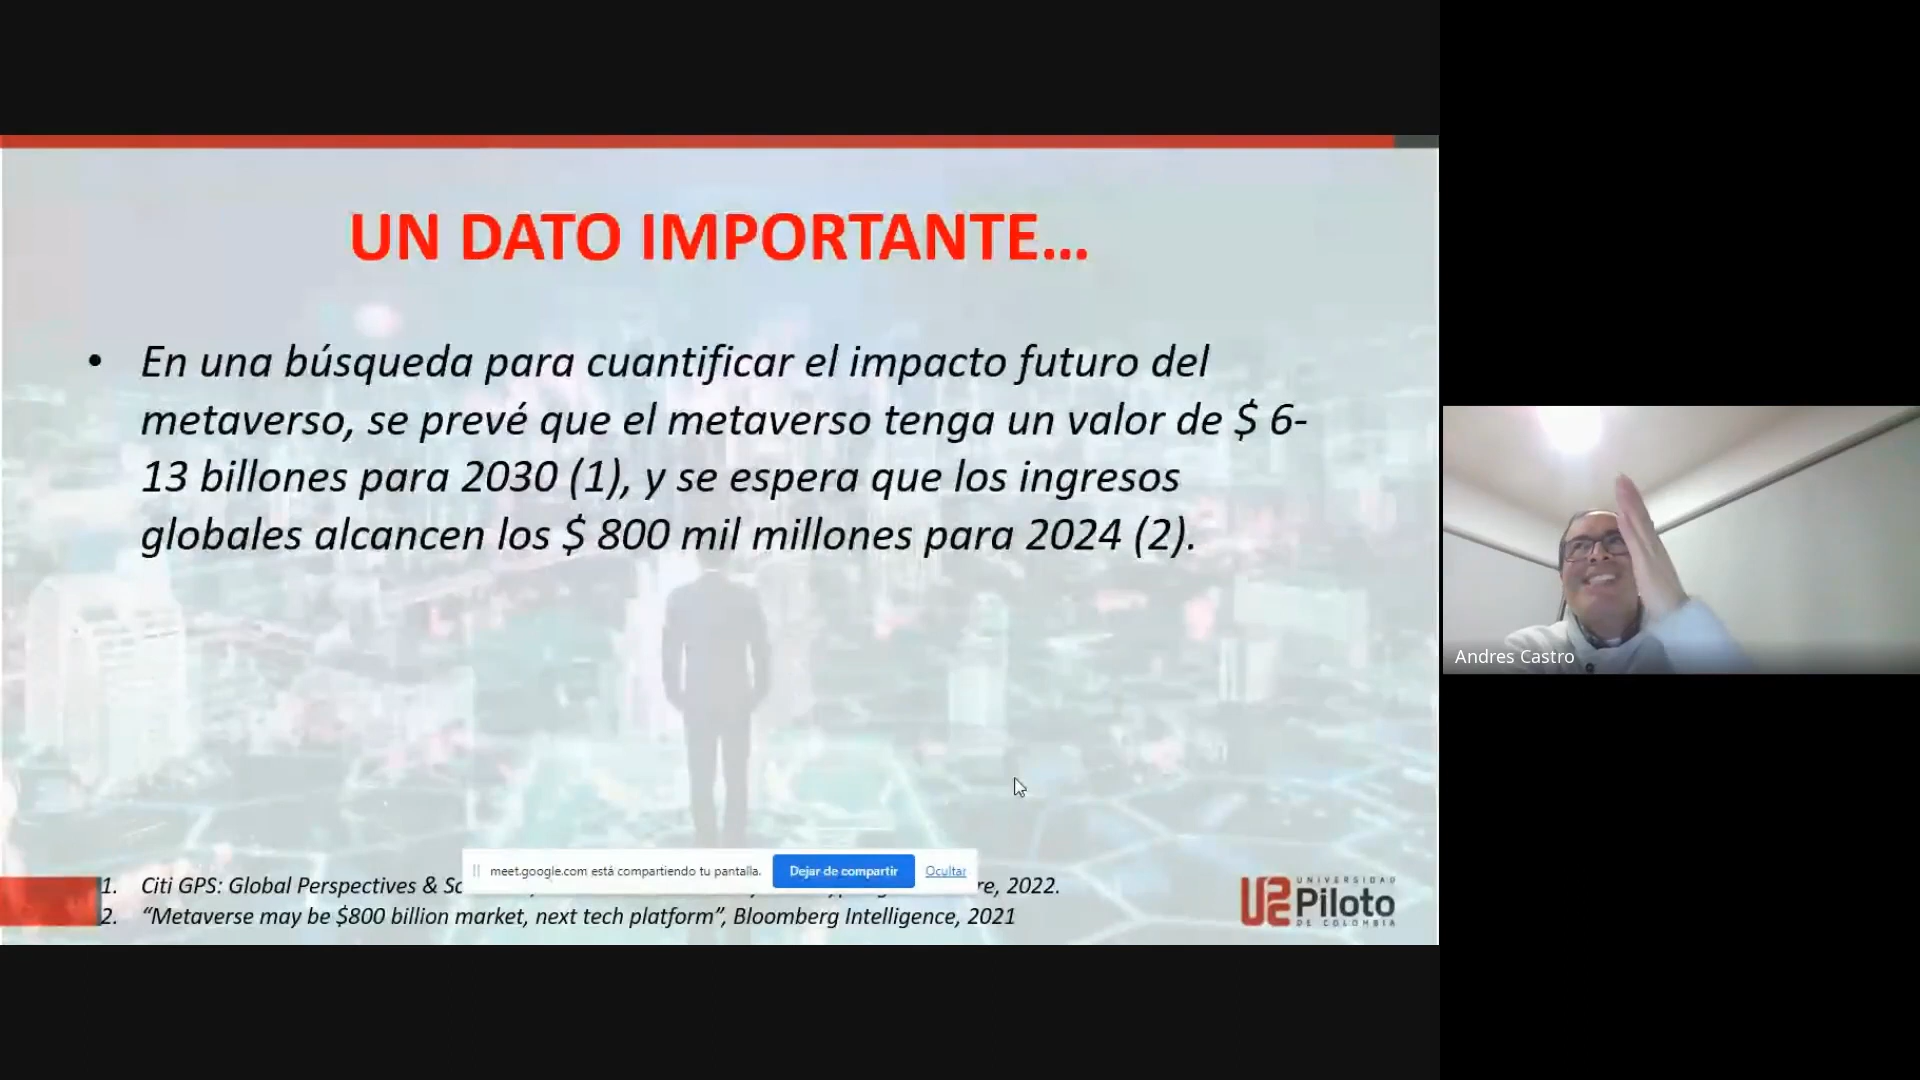 UN DATO IMPORTANTE...
• En una búsqueda para cuantificar el impacto futuro del
metaverso, se prevé que el metaverso tenga un valor de $ 6-
13 billones para 2030 (1), y se espera que los ingresos
globales alcancen los $ 800 mil millones para 2024 (2).
Andres Castro
meet.google.com está compartiendo tu pantalla.
Dejar de compartir
Ocultar
1. Citi GPS: Global Perspectives & 2022.
2. “Metaverse may be $800 billion market, next tech platform”, Bloomberg Intelligence, 2021
UNIVERSIDAD
Piloto
DE COLOMBIA